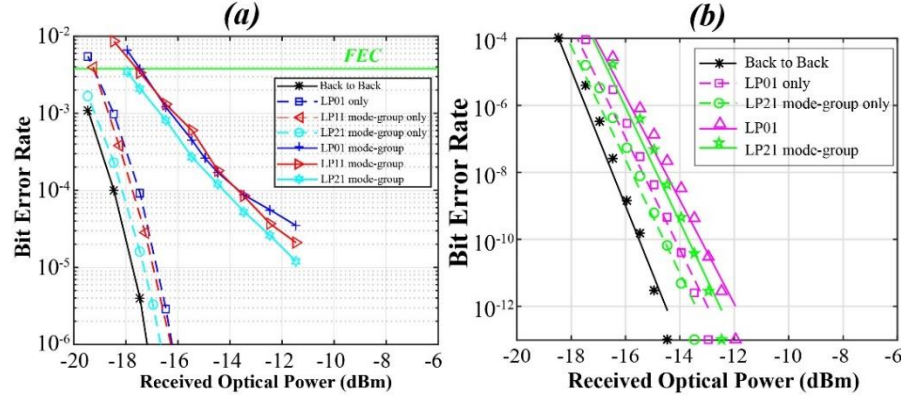 (a)
Bit Error Rate
10-2
10-3
10-4
10-5
10-6
FEC
Back to Back
LP01 only
LP11 mode-group only
LP21 mode-group only
LP01 mode-group
LP11 mode-group
LP21 mode-group
-20 -18 -16 -14 -12 -10 -8 -6
Received Optical Power (dBm)
(b)
Bit Error Rate
10-4
10-6
10-8
10-10
10-12
Back to Back
LP01 only
LP21 mode-group only
LP01
LP21 mode-group
-20 -18 -16 -14 -12 -10 -8 -6
Received Optical Power (dBm)